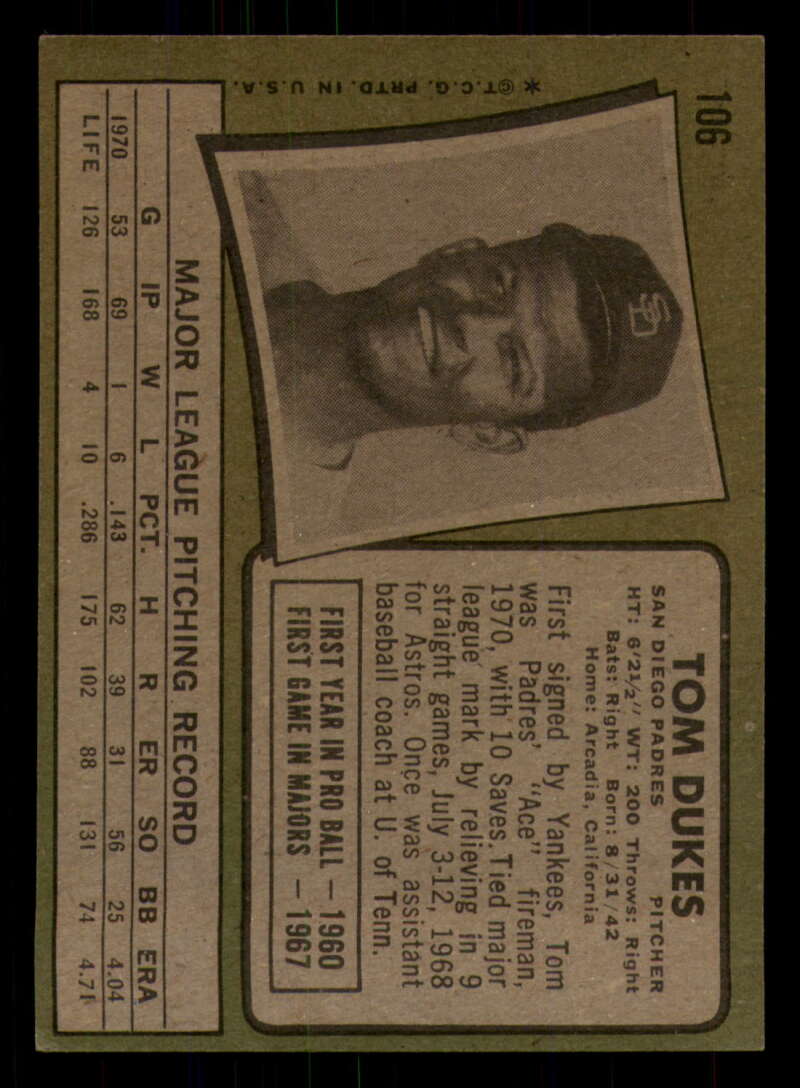 106
SD
* ©T.C.G. PRTD. IN U.S.A.
TOM DUKES
SAN DIEGO PADRES PITCHER
HT: 6'2½" WT: 200 Throws: Right
Bats: Right Born: 8/31/42
Home: Arcadia, California
First signed by Yankees, Tom
was Padres' "Ace" fireman,
1970, with 10 Saves. Tied major
league mark by relieving in 9
straight games, July 3-12, 1968
for Astros. Once was assistant
baseball coach at U. of Tenn.
FIRST YEAR IN PRO BALL — 1960
FIRST GAME IN MAJORS — 1967
MAJOR LEAGUE PITCHING RECORD
G IP W L PCT. H R ER SO BB ERA
1970 53 69 1 6 .143 62 39 31 56 25 4.04
LIFE 126 168 4 10 .286 175 102 88 131 74 4.71